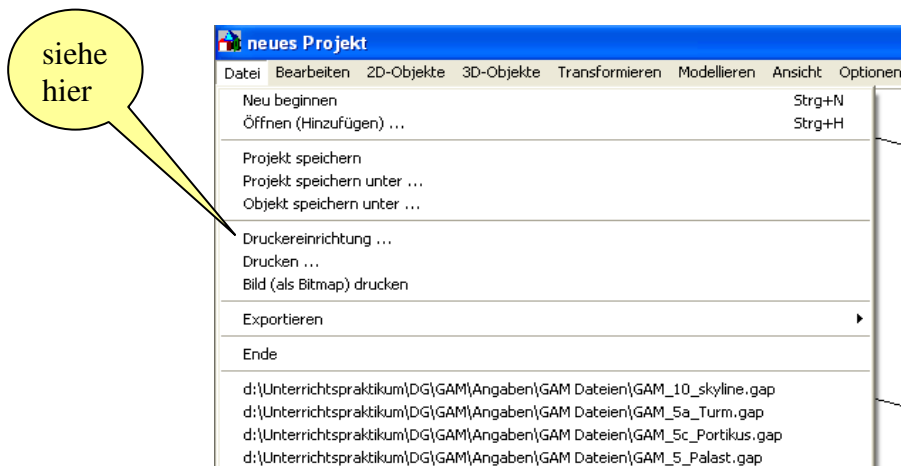 siehe
hier
neues Projekt
Datei Bearbeiten 2D-Objekte 3D-Objekte Transformieren Modellieren Ansicht Optionen
Neu beginnen Strg+N
Öffnen (Hinzufügen) ... Strg+H
Projekt speichern
Projekt speichern unter ...
Objekt speichern unter ...
Druckereinrichtung ...
Drucken ...
Bild (als Bitmap) drucken
Exportieren
Ende
d:\Unterrichtspraktikum\DG\GAM\Angaben\GAM Dateien\GAM_10_skyline.gap
d:\Unterrichtspraktikum\DG\GAM\Angaben\GAM Dateien\GAM_5a_Turm.gap
d:\Unterrichtspraktikum\DG\GAM\Angaben\GAM Dateien\GAM_5c_Portikus.gap
d:\Unterrichtspraktikum\DG\GAM\Angaben\GAM Dateien\GAM_5_Palast.gap